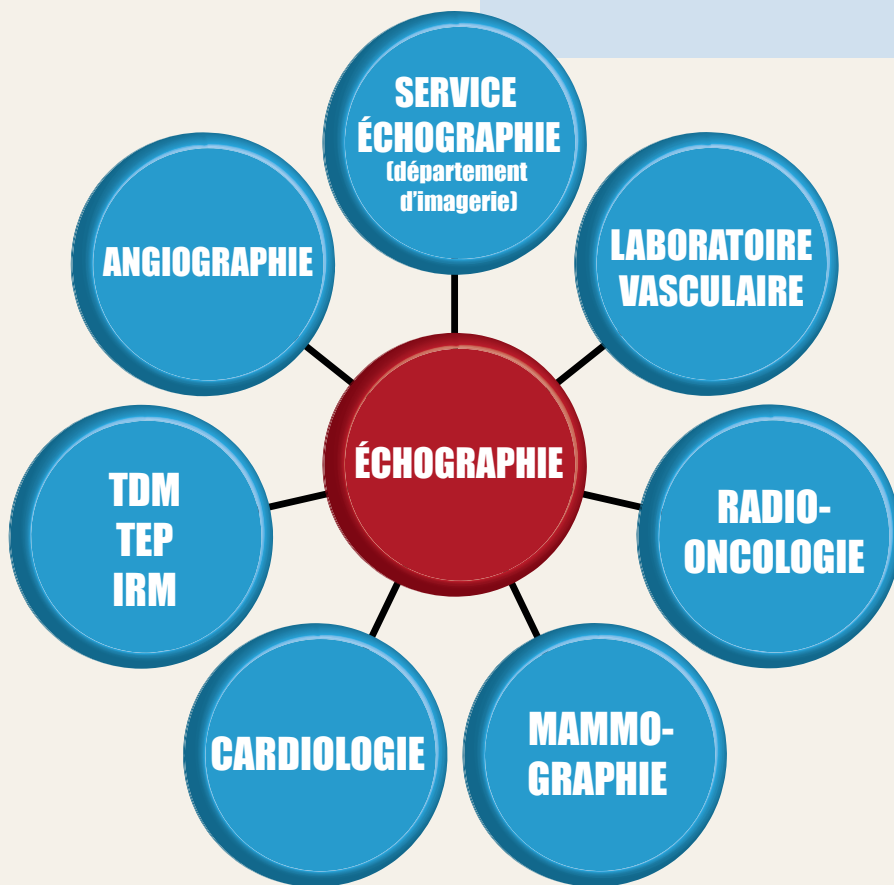 SERVICE
ÉCHOGRAPHIE
(département
d'imagerie)
ANGIOGRAPHIE
LABORATOIRE
VASCULAIRE
ÉCHOGRAPHIE
TDM
TEP
IRM
RADIO-
ONCOLOGIE
CARDIOLOGIE
MAMMO-
GRAPHIE